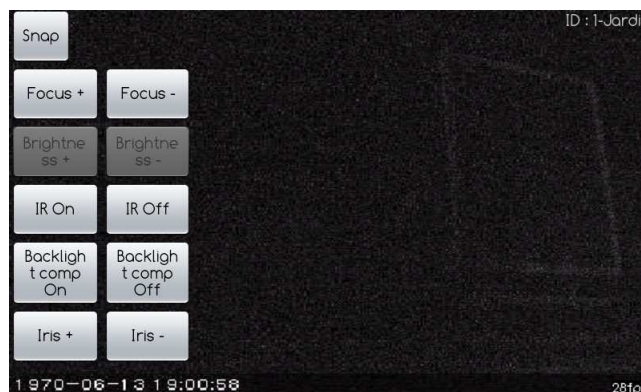 ID : 1-Jardi
Snap
Focus +
Focus -
Brightne
ss +
Brightne
ss -
IR On
IR Off
Backligh
t comp
On
Backligh
t comp
Off
Iris +
Iris -
1970-06-13 19:00:58